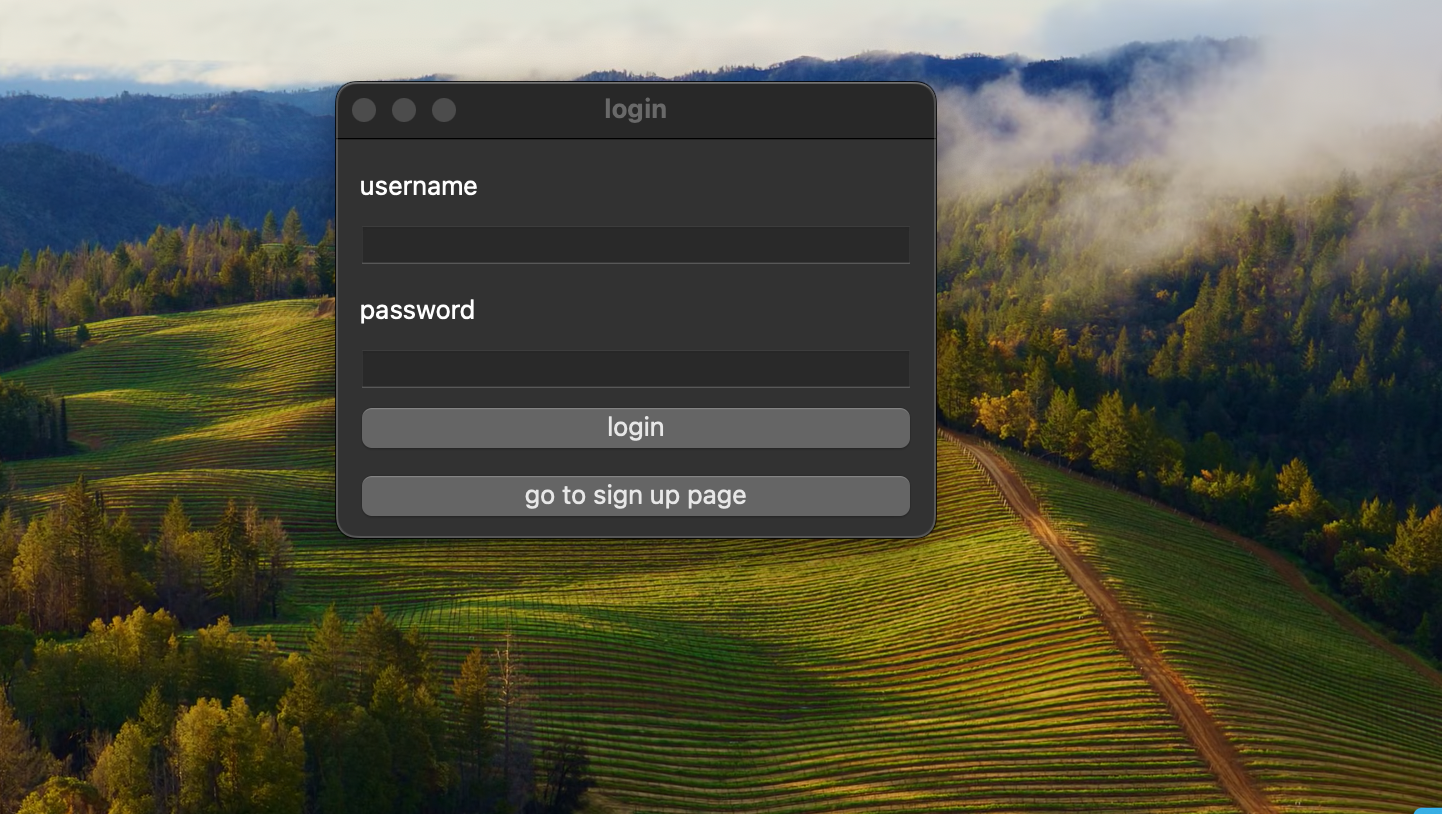 login
username
password
login
go to sign up page